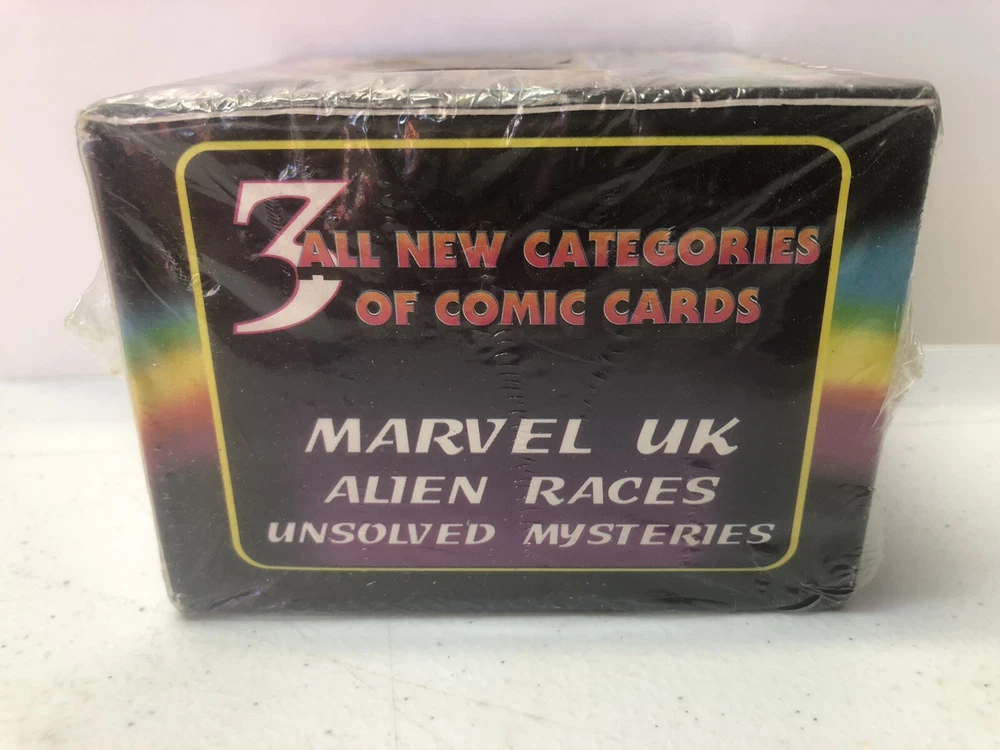 3 ALL NEW CATEGORIES
OF COMIC CARDS
MARVEL UK
ALIEN RACES
UNSOLVED MYSTERIES